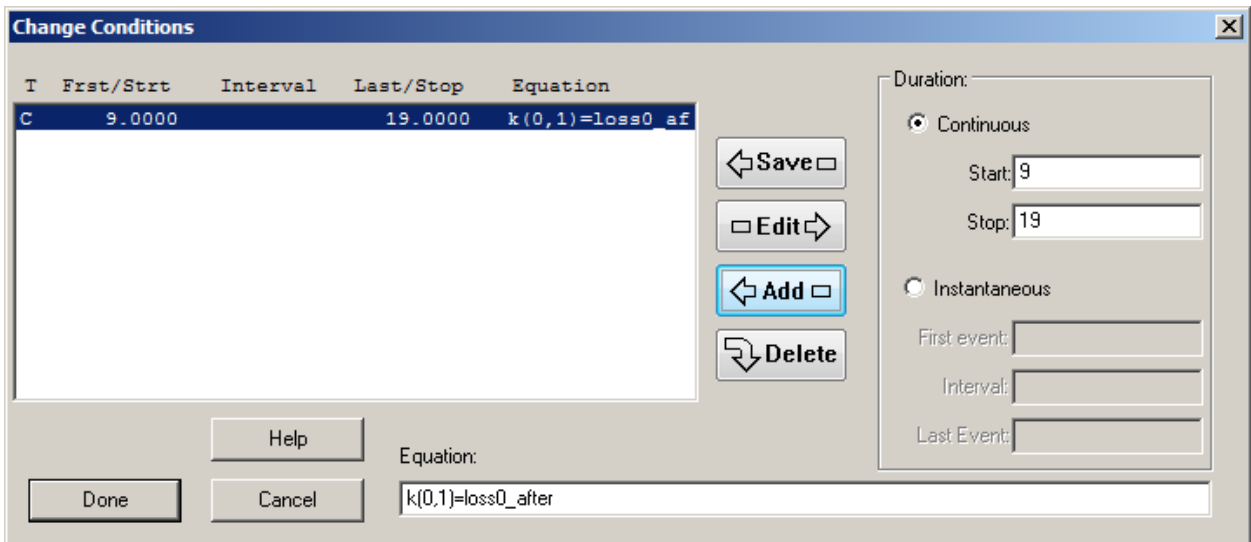 Change Conditions
T Frst/Strt Interval Last/Stop Equation
C 9.0000 19.0000 k(0,1)=loss0_af
Save
Edit
Add
Delete
Duration:
Continuous
Start: 9
Stop: 19
Instantaneous
First event:
Interval:
Last Event:
Help
Done
Cancel
Equation:
k(0,1)=loss0_after